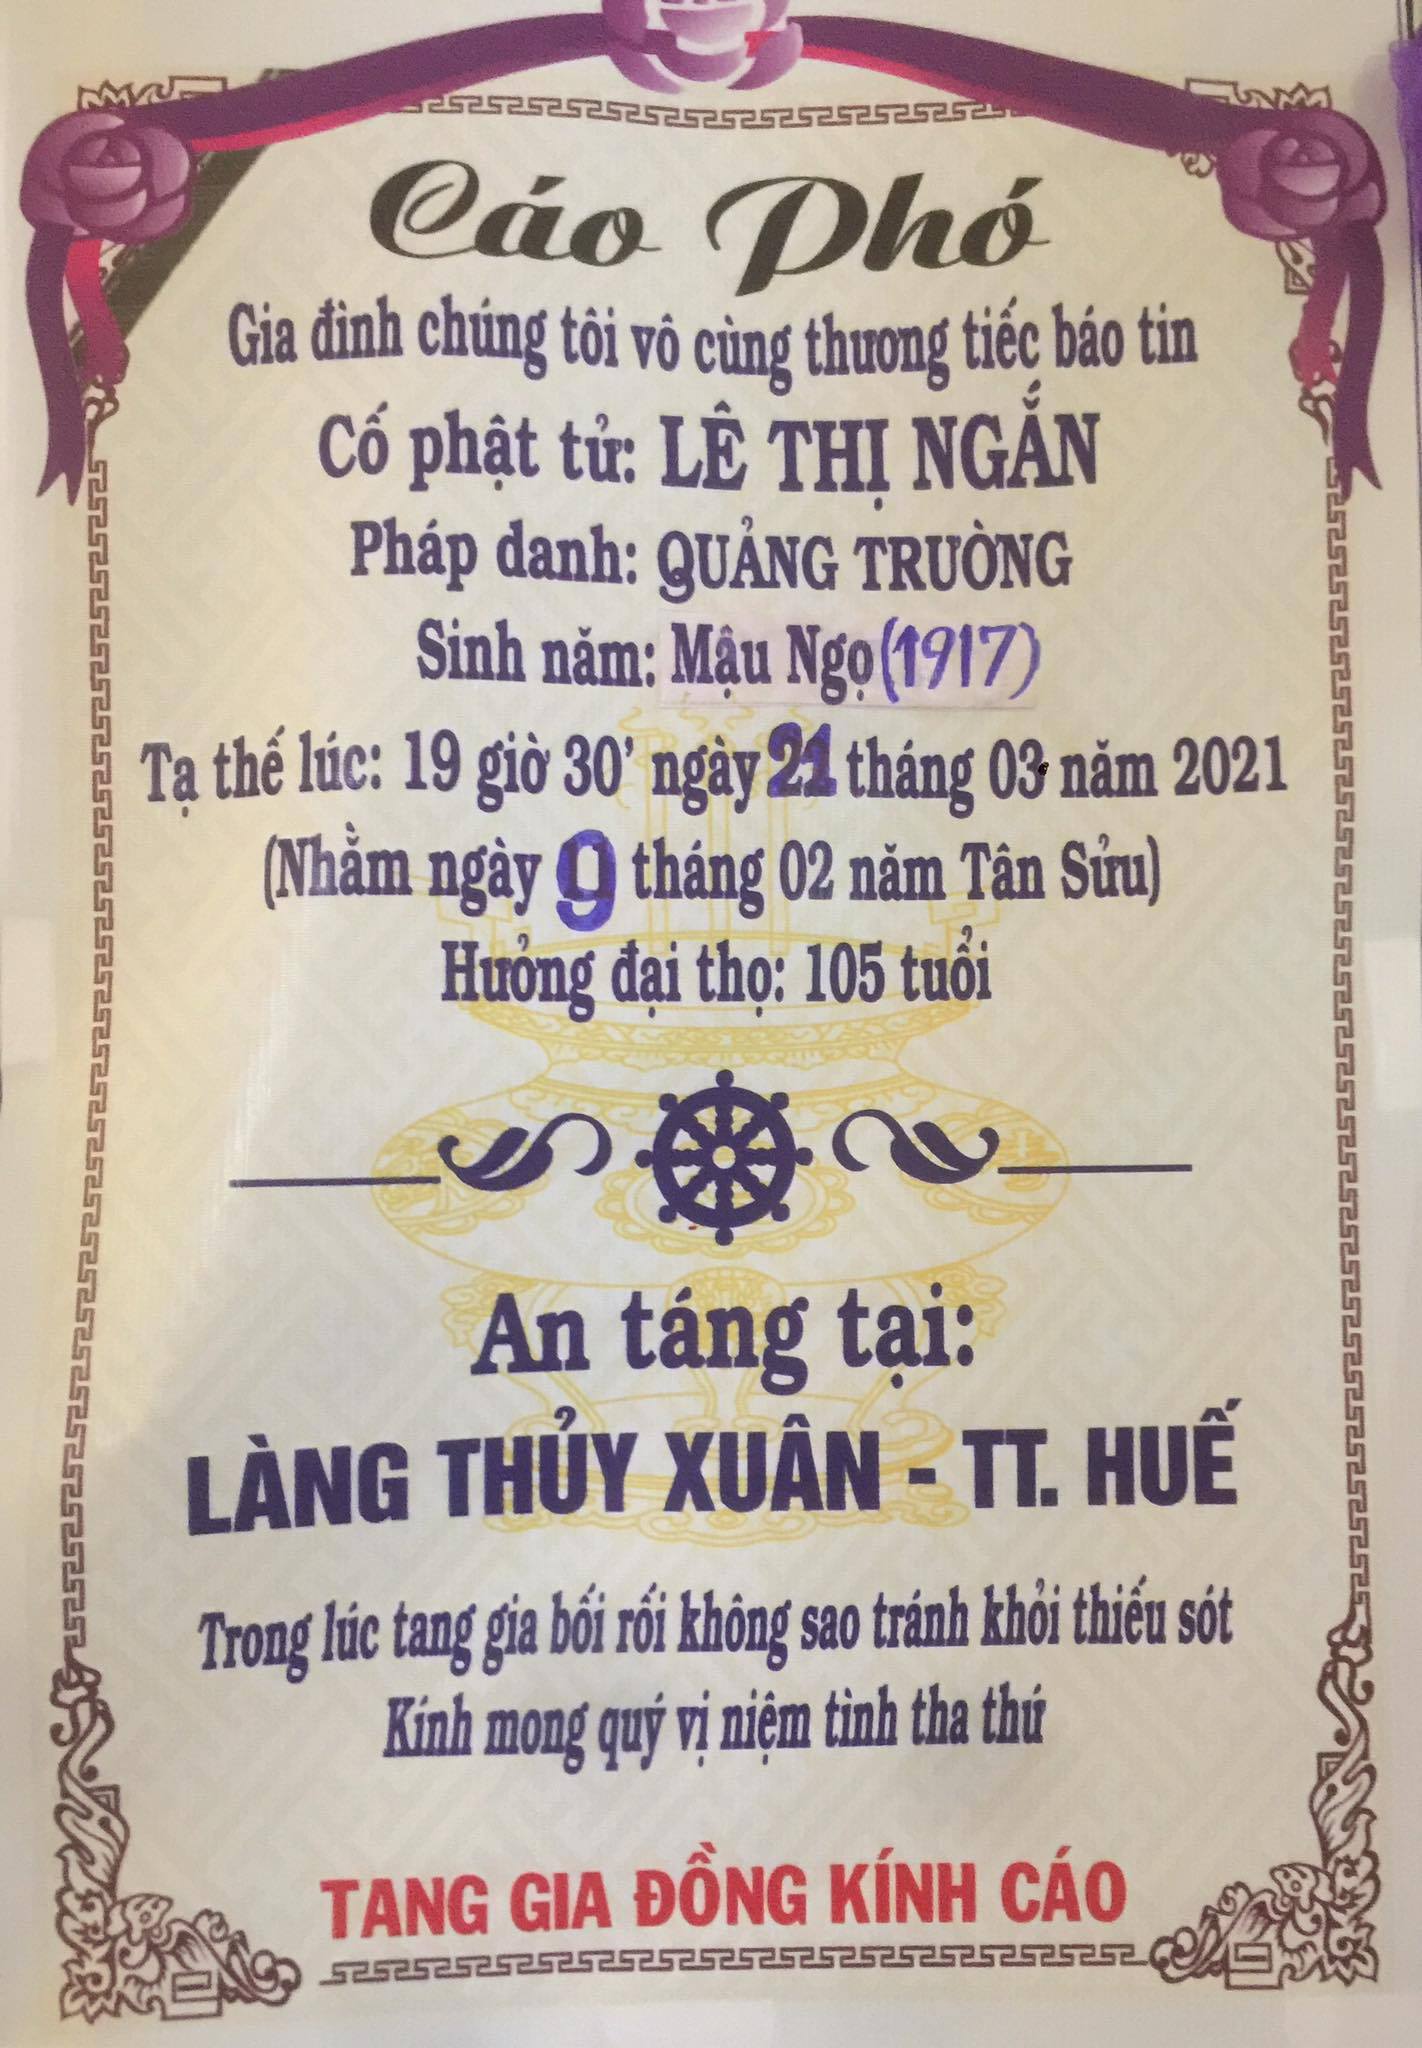 Cáo Phó
Gia đình chúng tôi vô cùng thương tiếc báo tin
Cố phật tử: LÊ THỊ NGẮN
Pháp danh: QUẢNG TRƯỜNG
Sinh năm: Mậu Ngọ (1917)
Tạ thế lúc: 19 giờ 30' ngày 21 tháng 03 năm 2021
(Nhằm ngày 9 tháng 02 năm Tân Sửu)
Hưởng đại thọ: 105 tuổi
An táng tại:
LÀNG THỦY XUÂN - TT. HUẾ
Trong lúc tang gia bối rối không sao tránh khỏi thiếu sót
Kính mong quý vị niệm tình tha thứ
TANG GIA ĐỒNG KÍNH CÁO